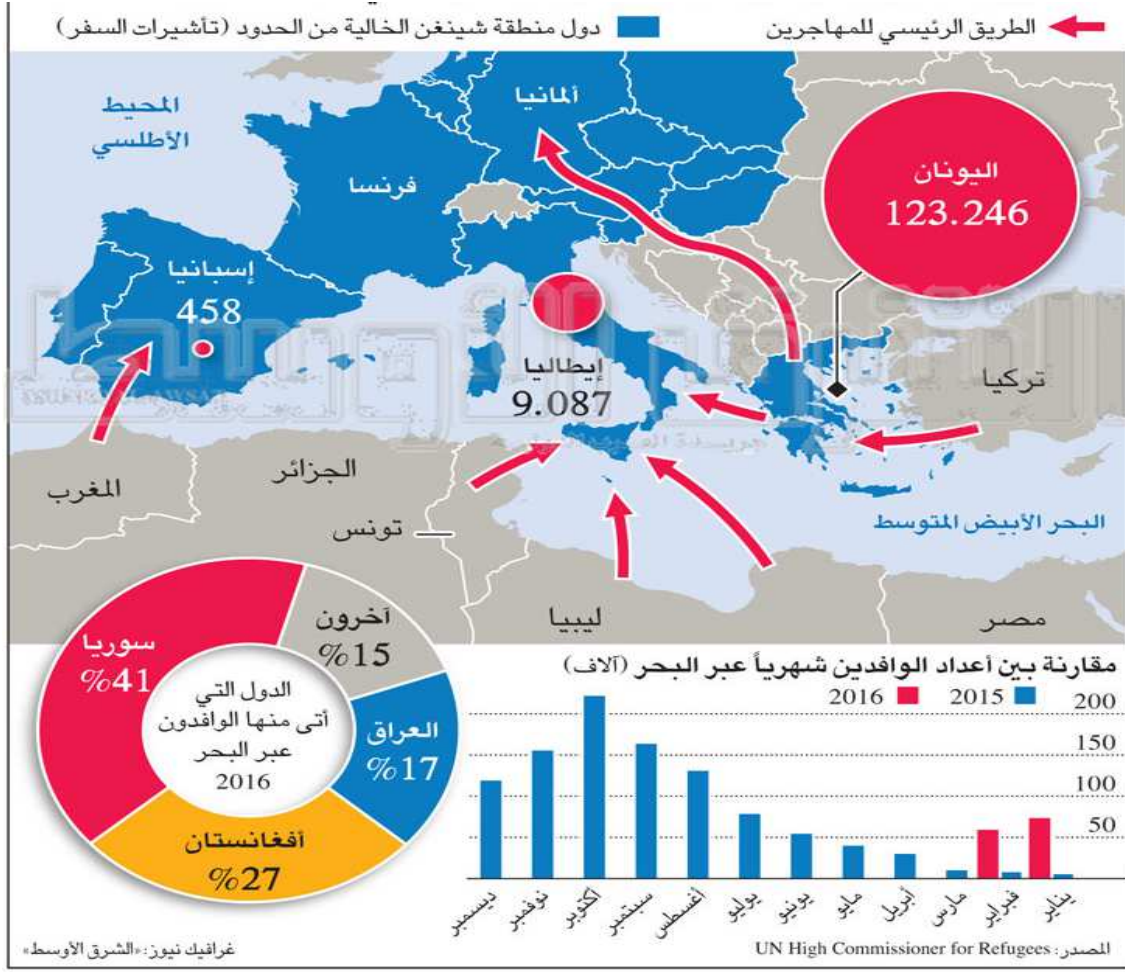 الطريق الرئيسي للمهاجرين
دول منطقة شينغن الخالية من الحدود (تأشيرات السفر)
المحيط
الأطلسي
ألمانيا
فرنسا
اليونان
123.246
إسبانيا
458
إيطاليا
9.087
تركيا
البحر الأبيض المتوسط
المغرب
الجزائر
تونس
ليبيا
مصر
سوريا
%41
آخرون
%15
العراق
%17
أفغانستان
%27
الدول التي
أتى منها الوافدون
عبر البحر
2016
مقارنة بين أعداد الوافدين شهرياً عبر البحر (آلاف)
2015
2016
200
150
100
50
يناير
فبراير
مارس
أبريل
مايو
يونيو
يوليو
أغسطس
سبتمبر
أكتوبر
نوفمبر
ديسمبر
المصدر: UN High Commissioner for Refugees
غرافيك نيوز: «الشرق الأوسط»